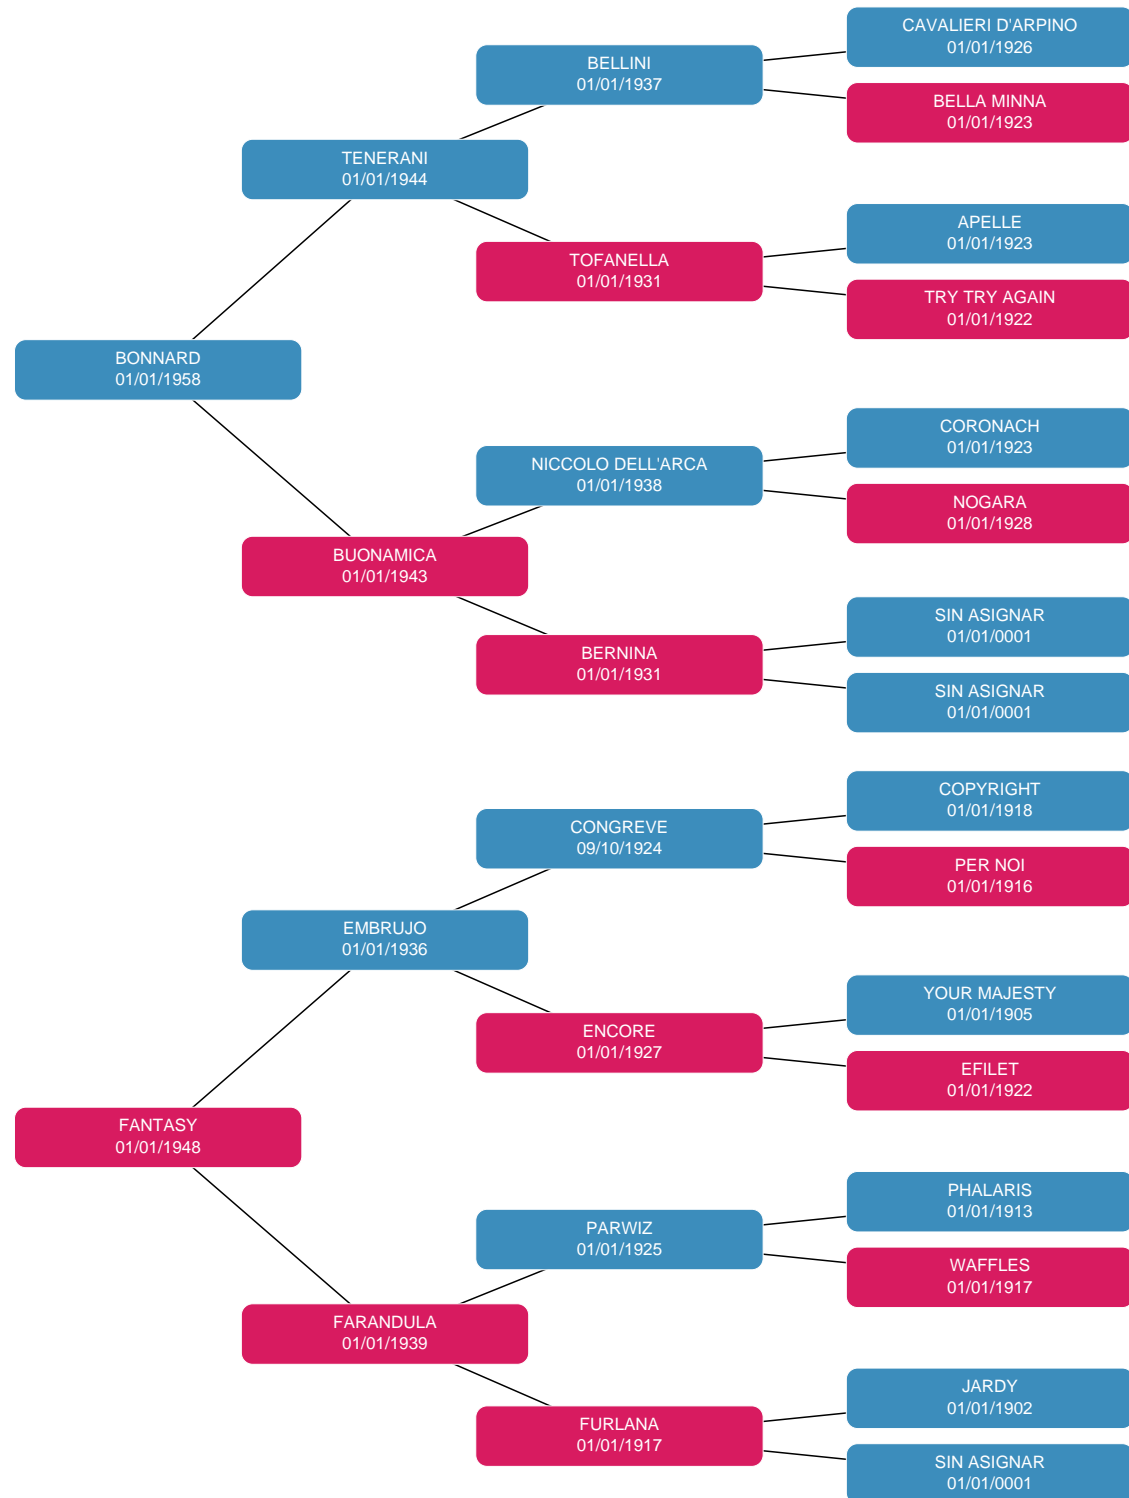 CAVALIERI D'ARPINO
01/01/1926
BELLINI
01/01/1937
BELLA MINNA
01/01/1923
TENERANI
01/01/1944
APELLE
01/01/1923
TOFANELLA
01/01/1931
TRY TRY AGAIN
01/01/1922
BONNARD
01/01/1958
CORONACH
01/01/1923
NICCOLO DELL'ARCA
01/01/1938
NOGARA
01/01/1928
BUONAMICA
01/01/1943
SIN ASIGNAR
01/01/0001
BERNINA
01/01/1931
SIN ASIGNAR
01/01/0001
COPYRIGHT
01/01/1918
CONGREVE
09/10/1924
PER NOI
01/01/1916
EMBRUJO
01/01/1936
YOUR MAJESTY
01/01/1905
ENCORE
01/01/1927
EFILET
01/01/1922
FANTASY
01/01/1948
PHALARIS
01/01/1913
PARWIZ
01/01/1925
WAFFLES
01/01/1917
FARANDULA
01/01/1939
JARDY
01/01/1902
FURLANA
01/01/1917
SIN ASIGNAR
01/01/0001